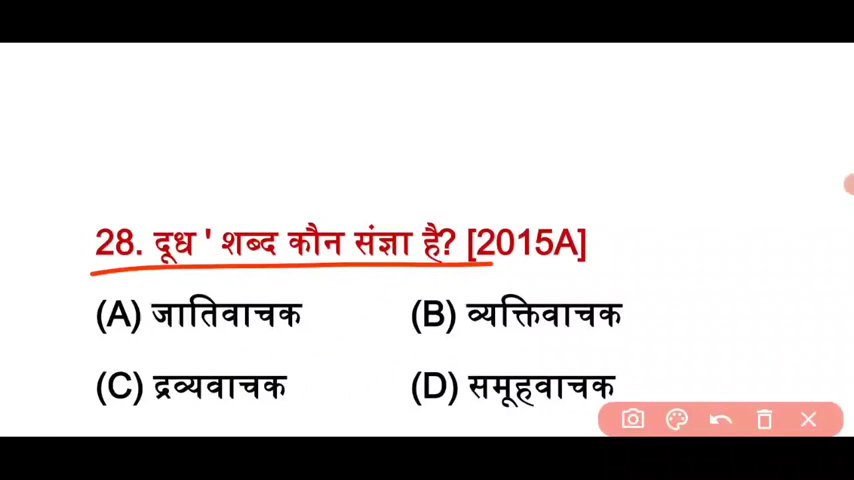 28. दूध ' शब्द कौन संज्ञा है? [2015A]
(A) जातिवाचक (B) व्यक्तिवाचक
(C) द्रव्यवाचक (D) समूहवाचक